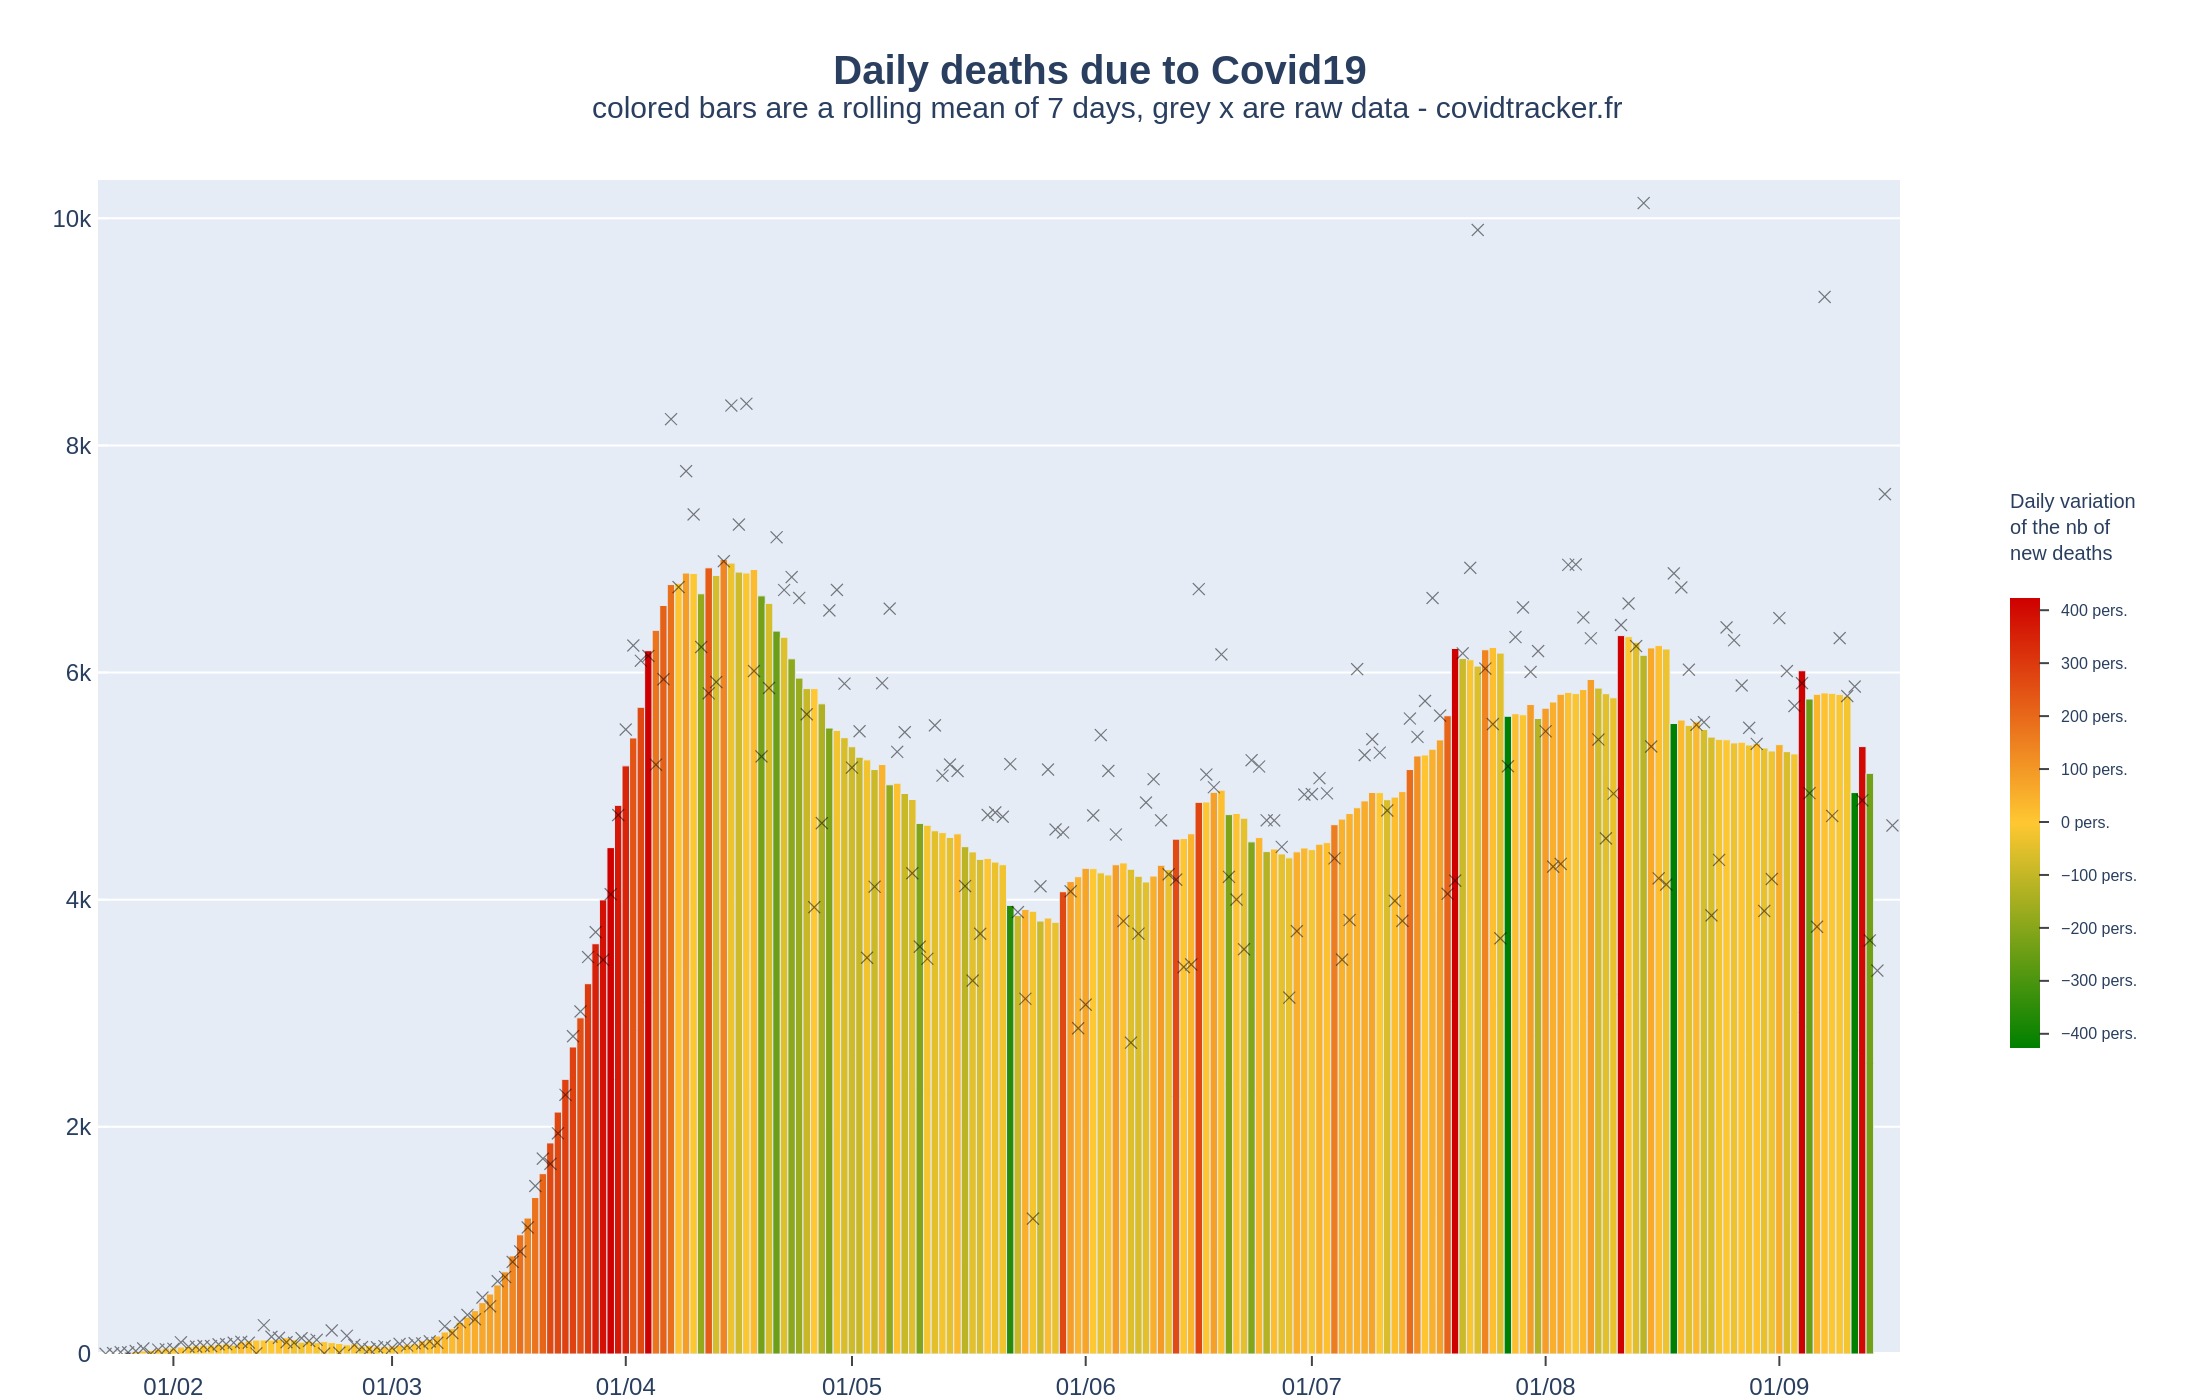 Daily deaths due to Covid19
colored bars are a rolling mean of 7 days, grey x are raw data - covidtracker.fr
10k
8k
6k
4k
2k
0
01/02 01/03 01/04 01/05 01/06 01/07 01/08 01/09
Daily variation
of the nb of
new deaths
400 pers.
300 pers.
200 pers.
100 pers.
0 pers.
−100 pers.
−200 pers.
−300 pers.
−400 pers.